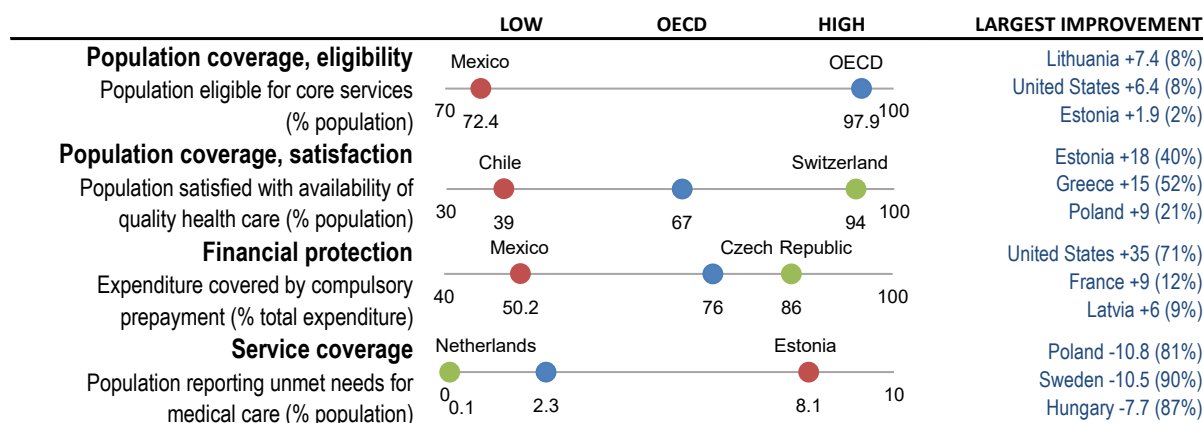 LOW OECD HIGH LARGEST IMPROVEMENT
Population coverage, eligibility
Population eligible for core services
(% population)
Mexico OECD
70 72.4 97.9 100
Lithuania +7.4 (8%)
United States +6.4 (8%)
Estonia +1.9 (2%)
Population coverage, satisfaction
Population satisfied with availability of
quality health care (% population)
Chile Switzerland
30 39 67 94 100
Estonia +18 (40%)
Greece +15 (52%)
Poland +9 (21%)
Financial protection
Expenditure covered by compulsory
prepayment (% total expenditure)
Mexico Czech Republic
40 50.2 76 86 100
United States +35 (71%)
France +9 (12%)
Latvia +6 (9%)
Service coverage
Population reporting unmet needs for
medical care (% population)
Netherlands Estonia
0 0.1 2.3 8.1 10
Poland -10.8 (81%)
Sweden -10.5 (90%)
Hungary -7.7 (87%)